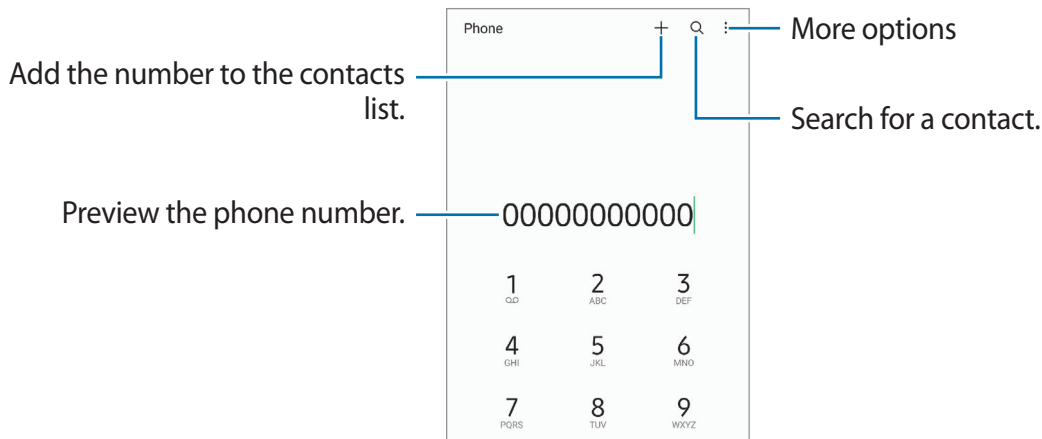 Phone
More options
Add the number to the contacts
list.
Search for a contact.
Preview the phone number.
00000000000
1 2 3
ABC DEF
4 5 6
GHI JKL MNO
7 8 9
PQRS TUV WXYZ